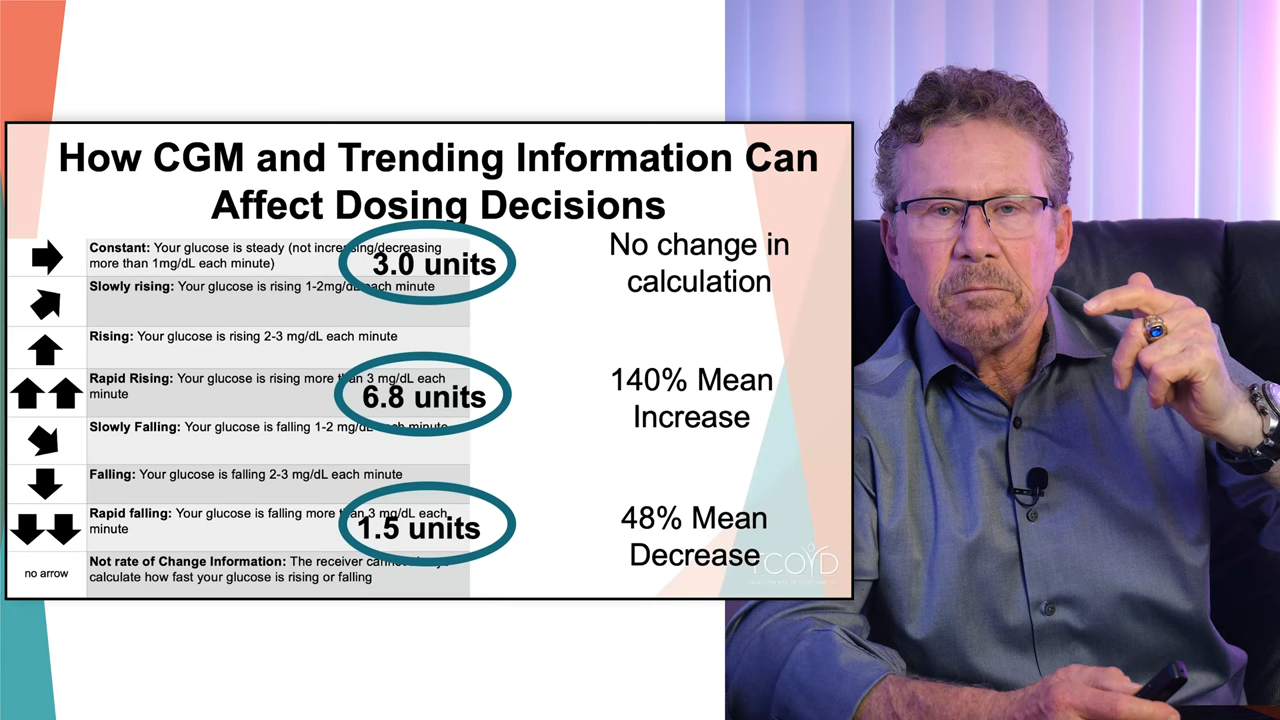 How CGM and Trending Information Can
Affect Dosing Decisions
Constant: Your glucose is steady (not increasing/decreasing
more than 1mg/dL each minute)
3.0 units
No change in
calculation
Slowly rising: Your glucose is rising 1-2mg/dL each minute
Rising: Your glucose is rising 2-3 mg/dL each minute
Rapid Rising: Your glucose is rising more than 3 mg/dL each
minute
6.8 units
140% Mean
Increase
Slowly Falling: Your glucose is falling 1-2 mg/dL each minute
Falling: Your glucose is falling 2-3 mg/dL each minute
Rapid falling: Your glucose is falling more than 3 mg/dL each
minute
1.5 units
48% Mean
Decrease
no arrow
Not rate of Change Information: The receiver cannot
calculate how fast your glucose is rising or falling
TCOYD